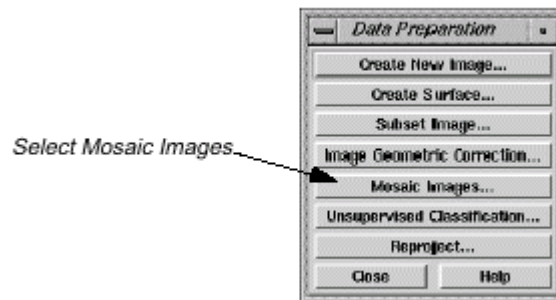 Data Preparation
Create New Image...
Create Surface...
Subset Image...
Select Mosaic Images
Image Geometric Correction...
Mosaic Images...
Unsupervised Classification...
Reproject...
Close Help